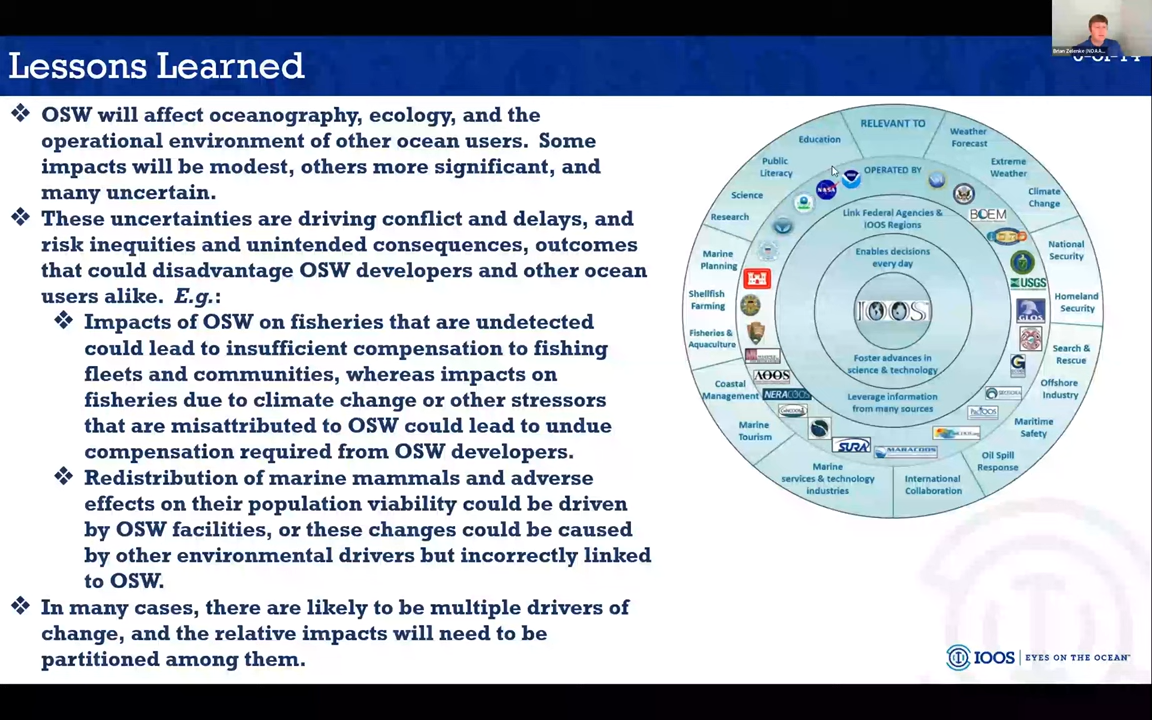 Lessons Learned
❖ OSW will affect oceanography, ecology, and the
operational environment of other ocean users. Some
impacts will be modest, others more significant, and
many uncertain.
❖ These uncertainties are driving conflict and delays, and
risk inequities and unintended consequences, outcomes
that could disadvantage OSW developers and other ocean
users alike. E.g.:
❖ Impacts of OSW on fisheries that are undetected
could lead to insufficient compensation to fishing
fleets and communities, whereas impacts on
fisheries due to climate change or other stressors
that are misattributed to OSW could lead to undue
compensation required from OSW developers.
❖ Redistribution of marine mammals and adverse
effects on their population viability could be driven
by OSW facilities, or these changes could be caused
by other environmental drivers but incorrectly linked
to OSW.
❖ In many cases, there are likely to be multiple drivers of
change, and the relative impacts will need to be
partitioned among them.
Brian Zelenke (NOAA...
RELEVANT TO
Weather
Forecast
Extreme
Weather
Climate
Change
National
Security
Homeland
Security
Search &
Rescue
Offshore
Industry
Maritime
Safety
Oil Spill
Response
International
Collaboration
Marine
services & technology
industries
Marine
Tourism
Coastal
Management
Fisheries &
Aquaculture
Shellfish
Farming
Marine
Planning
Research
Science
Public
Literacy
Education
OPERATED BY
NASA
BOEM
USGS
GLOS
PacIOOS
MARACOOS
SURA
NERACOOS
AOOS
Link Federal Agencies &
IOOS Regions
Enables decisions
every day
IOOS
Foster advances in
science & technology
Leverage information
from many sources
IOOS | EYES ON THE OCEAN™